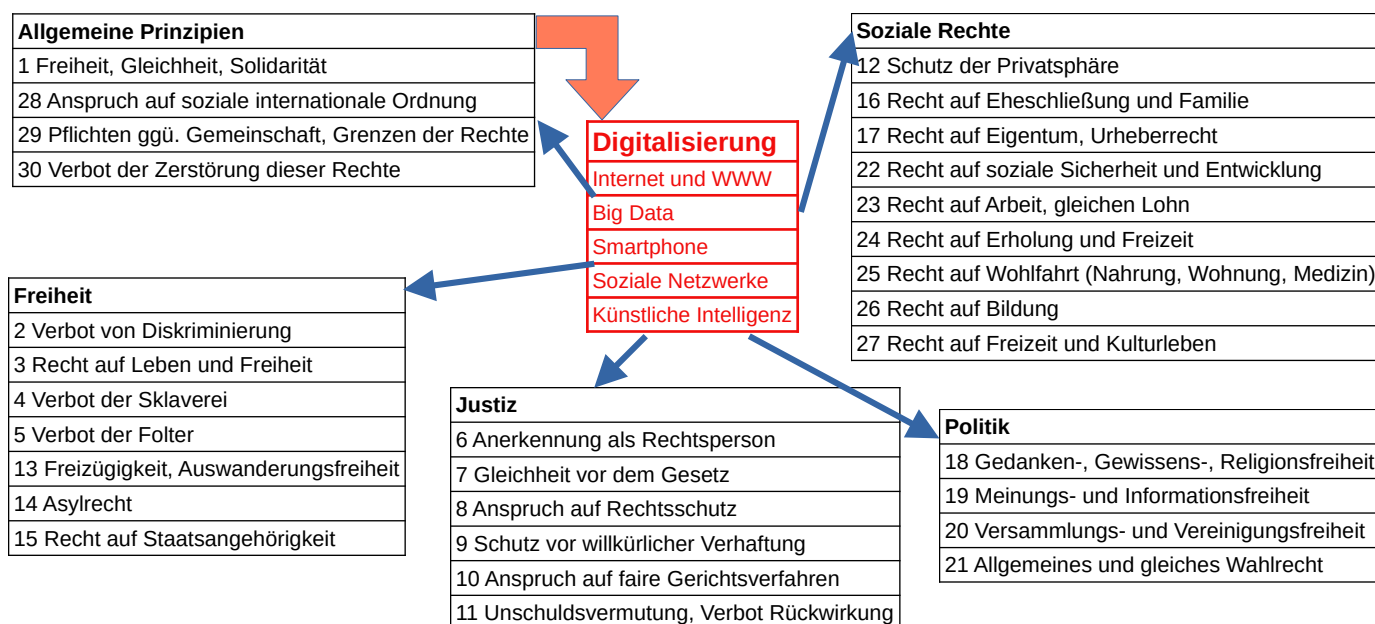 Allgemeine Prinzipien
1 Freiheit, Gleichheit, Solidarität
28 Anspruch auf soziale internationale Ordnung
29 Pflichten ggü. Gemeinschaft, Grenzen der Rechte
30 Verbot der Zerstörung dieser Rechte
Digitalisierung
Internet und WWW
Big Data
Smartphone
Soziale Netzwerke
Künstliche Intelligenz
Soziale Rechte
12 Schutz der Privatsphäre
16 Recht auf Eheschließung und Familie
17 Recht auf Eigentum, Urheberrecht
22 Recht auf soziale Sicherheit und Entwicklung
23 Recht auf Arbeit, gleichen Lohn
24 Recht auf Erholung und Freizeit
25 Recht auf Wohlfahrt (Nahrung, Wohnung, Medizin)
26 Recht auf Bildung
27 Recht auf Freizeit und Kulturleben
Freiheit
2 Verbot von Diskriminierung
3 Recht auf Leben und Freiheit
4 Verbot der Sklaverei
5 Verbot der Folter
13 Freizügigkeit, Auswanderungsfreiheit
14 Asylrecht
15 Recht auf Staatsangehörigkeit
Justiz
6 Anerkennung als Rechtsperson
7 Gleichheit vor dem Gesetz
8 Anspruch auf Rechtsschutz
9 Schutz vor willkürlicher Verhaftung
10 Anspruch auf faire Gerichtsverfahren
11 Unschuldsvermutung, Verbot Rückwirkung
Politik
18 Gedanken-, Gewissens-, Religionsfreiheit
19 Meinungs- und Informationsfreiheit
20 Versammlungs- und Vereinigungsfreiheit
21 Allgemeines und gleiches Wahlrecht